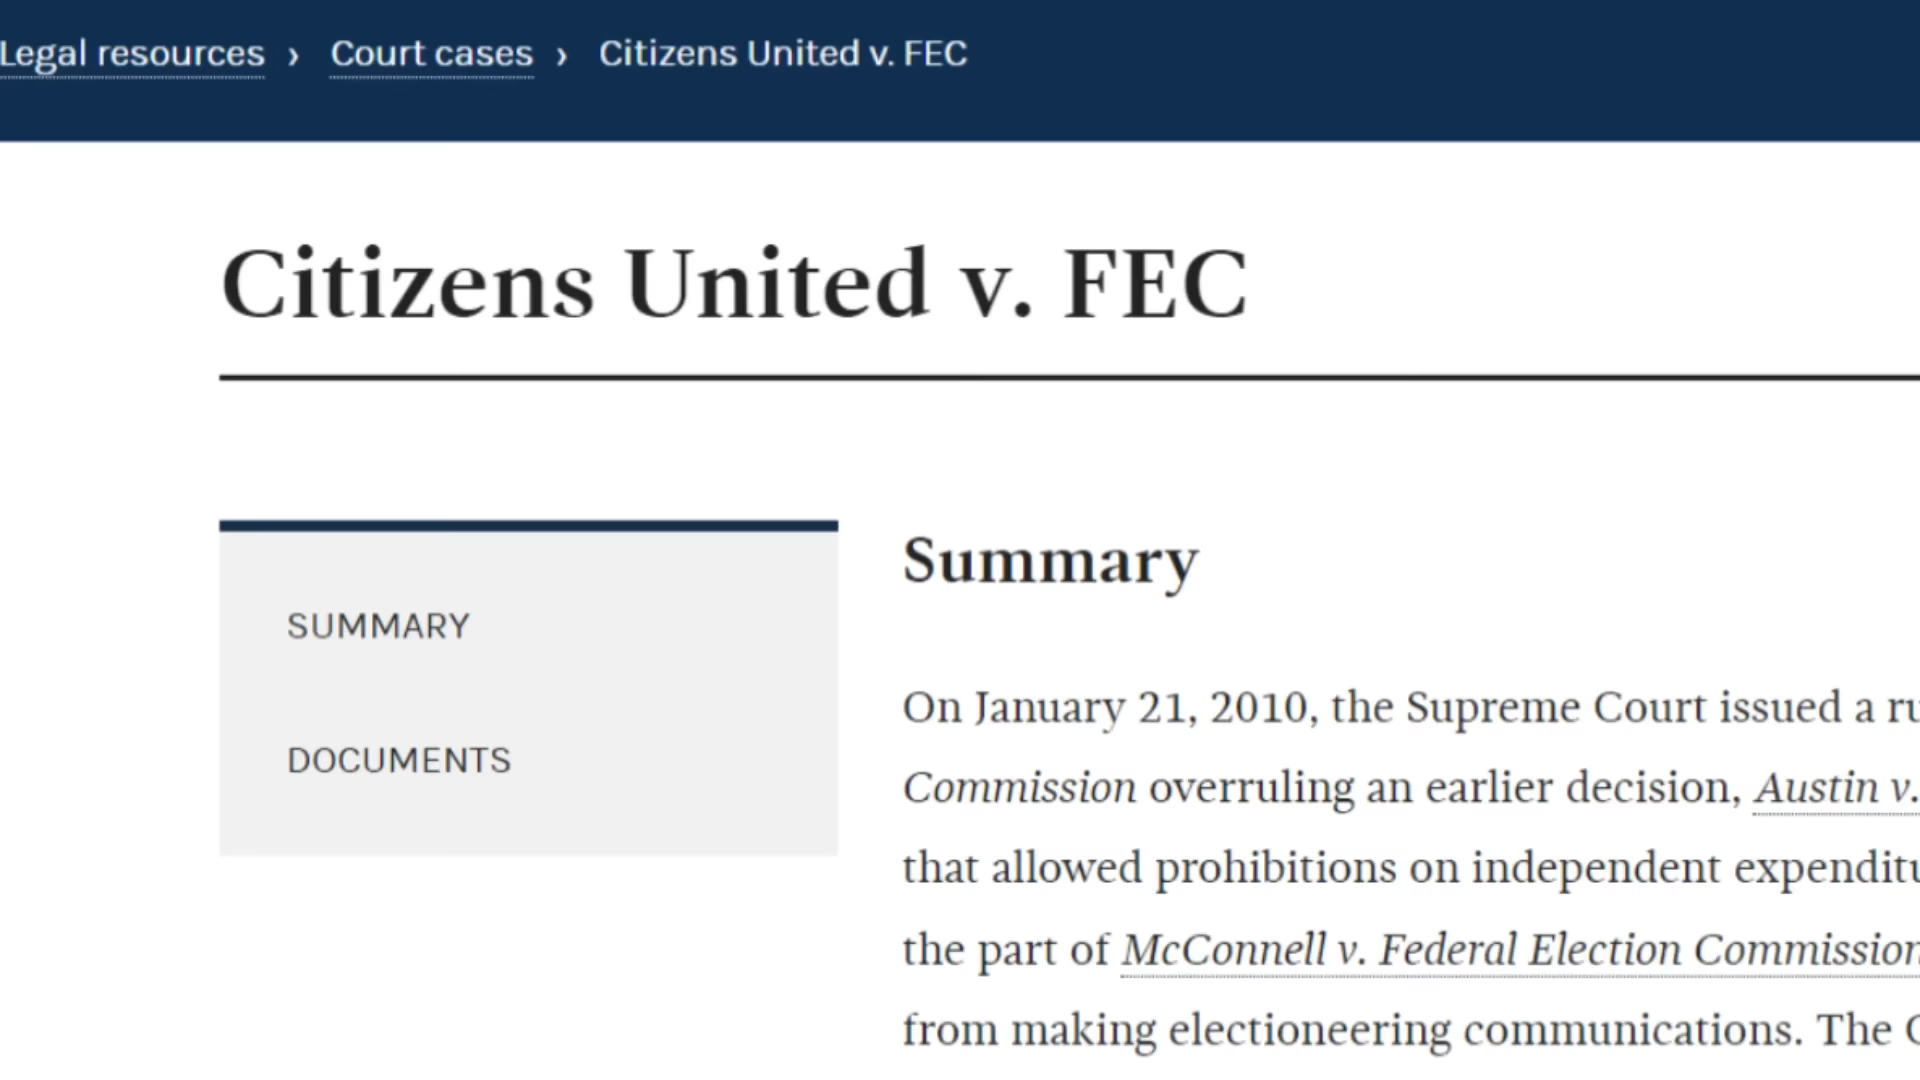 Legal resources › Court cases › Citizens United v. FEC
Citizens United v. FEC
SUMMARY
DOCUMENTS
Summary
On January 21, 2010, the Supreme Court issued a
Commission overruling an earlier decision, Austin v.
that allowed prohibitions on independent
the part of McConnell v. Federal Election Commission
from making electioneering communications. The